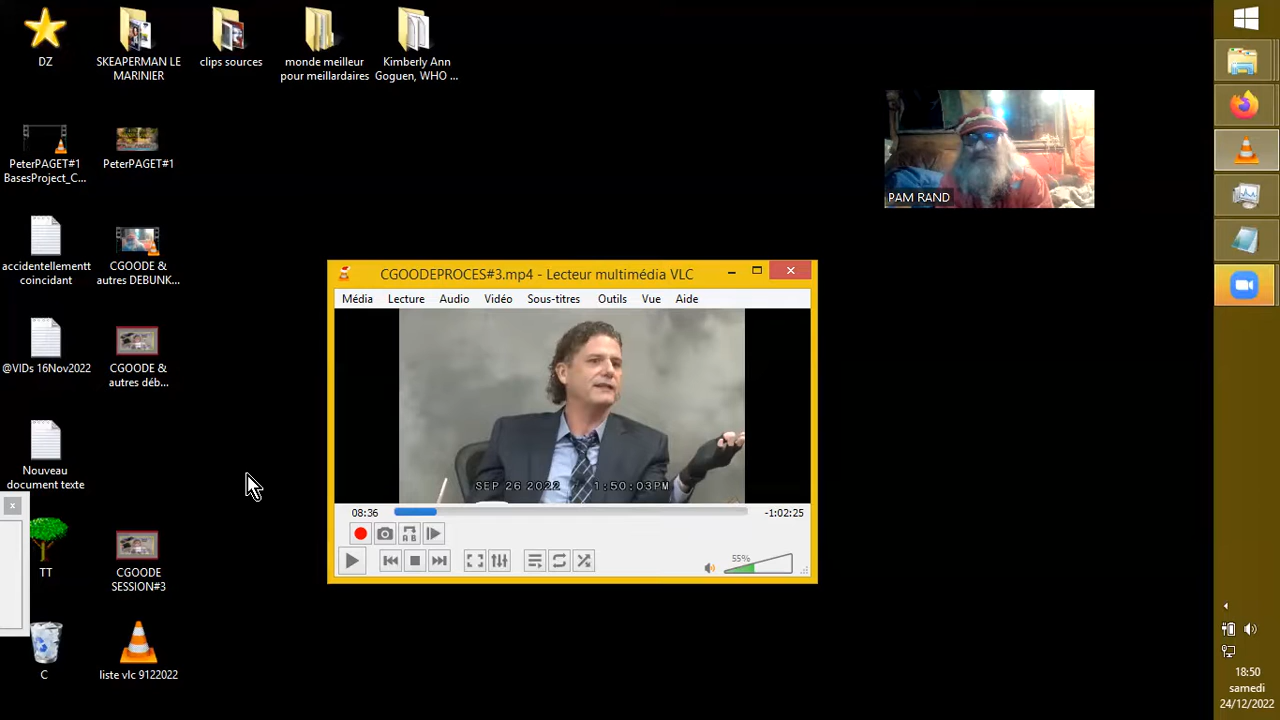 DZ
SKEAPERMAN LE
MARINIER
clips sources
monde meilleur
pour meillardaires
Kimberly Ann
Goguen, WHO ...
PeterPAGET#1
BasesProject_C...
PeterPAGET#1
accidentellementt
coincidant
CGOODE &
autres DEBUNK...
@VIDs 16Nov2022
CGOODE &
autres déb...
Nouveau
document texte
x
TT
CGOODE
SESSION#3
C
liste vlc 9122022
PAM RAND
CGOODEPROCES#3.mp4 - Lecteur multimédia VLC
Média Lecture Audio Vidéo Sous-titres Outils Vue Aide
SEP 26 2022 1:50:03PM
08:36
-1:02:25
A B
55%
18:50
samedi
24/12/2022